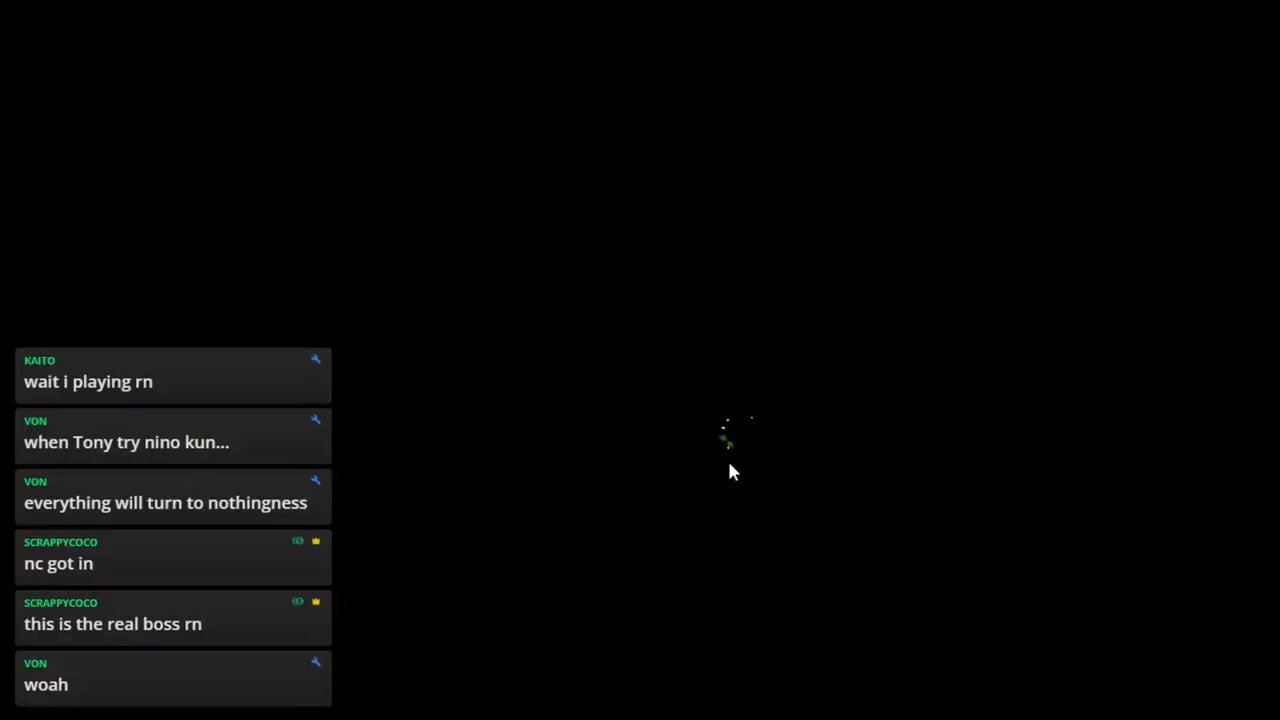 KAITO
wait i playing rn
VON
when Tony try nino kun...
VON
everything will turn to nothingness
SCRAPPYCOCO
nc got in
SCRAPPYCOCO
this is the real boss rn
VON
woah